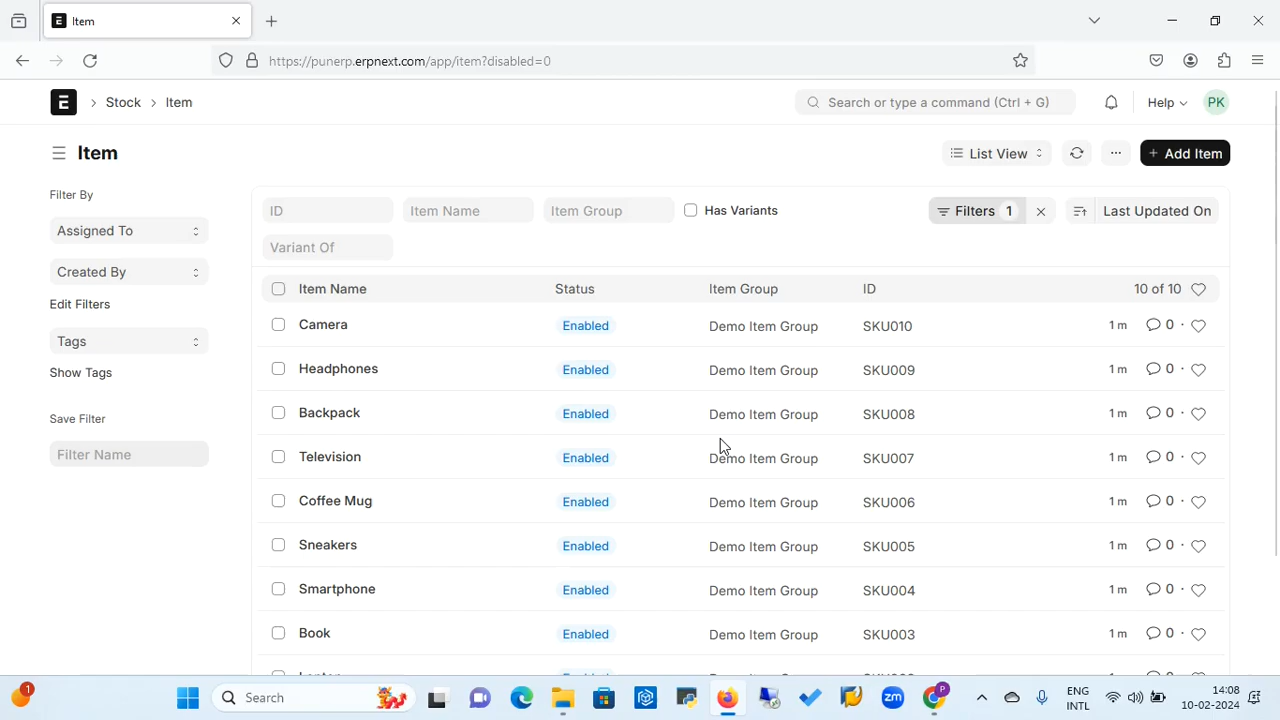 Item
https://punerp.erpnext.com/app/item?disabled=0
E > Stock > Item
Search or type a command (Ctrl + G)
Help
PK
Item
List View
...
+ Add Item
Filter By
Assigned To
Created By
Edit Filters
Tags
Show Tags
Save Filter
Filter Name
ID
Item Name
Item Group
Has Variants
Filters 1
Last Updated On
Variant Of
Item Name Status Item Group ID 10 of 10
Camera Enabled Demo Item Group SKU010 1 m 0
Headphones Enabled Demo Item Group SKU009 1 m 0
Backpack Enabled Demo Item Group SKU008 1 m 0
Television Enabled Demo Item Group SKU007 1 m 0
Coffee Mug Enabled Demo Item Group SKU006 1 m 0
Sneakers Enabled Demo Item Group SKU005 1 m 0
Smartphone Enabled Demo Item Group SKU004 1 m 0
Book Enabled Demo Item Group SKU003 1 m 0
1
Search
zm
P
ENG
INTL
14:08
10-02-2024